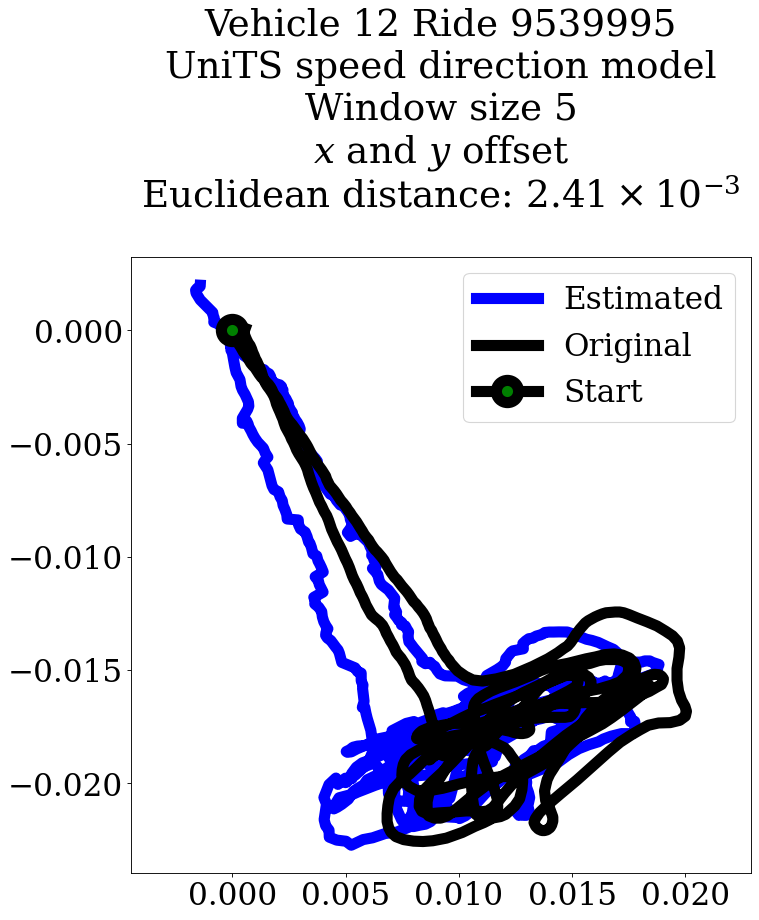 Vehicle 12 Ride 9539995
UniTS speed direction model
Window size 5
x and y offset
Euclidean distance: 2.41 × 10⁻³
Estimated
Original
Start
0.000
−0.005
−0.010
−0.015
−0.020
0.000 0.005 0.010 0.015 0.020